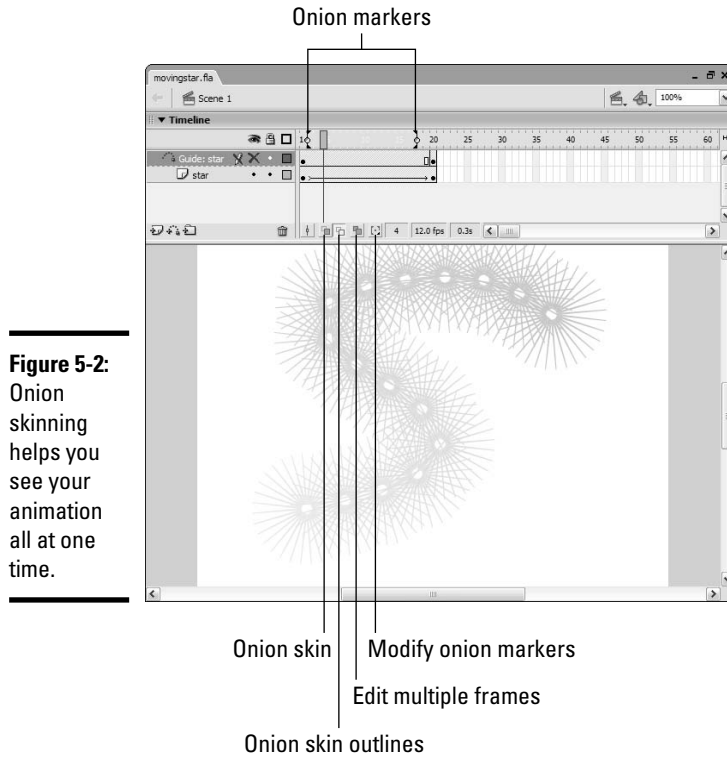 Onion markers
movingstar.fla
Scene 1
100%
Timeline
1 10 15 20 25 30 35 40 45 50 55 60
Guide: star
star
4 12.0 fps 0.3s
Figure 5-2:
Onion
skinning
helps you
see your
animation
all at one
time.
Onion skin
Modify onion markers
Edit multiple frames
Onion skin outlines